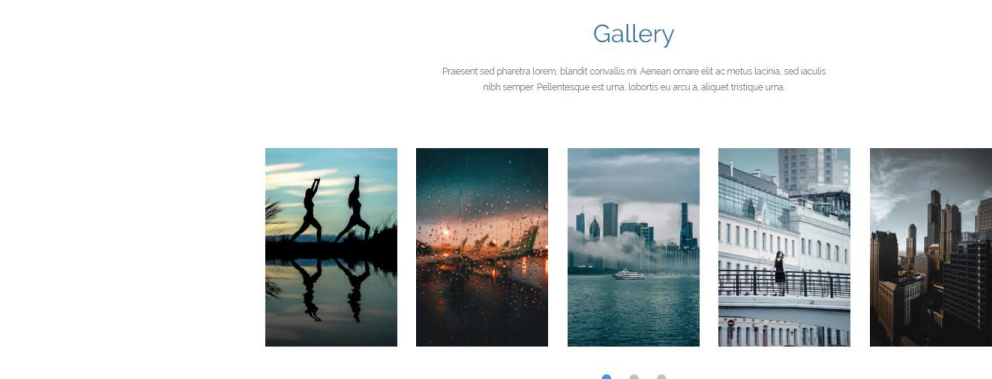 Gallery
Praesent sed pharetra lorem, blandit convallis mi. Aenean ornare elit ac metus lacinia, sed iaculis
nibh semper. Pellentesque est urna, lobortis eu arcu a, aliquet tristique urna.